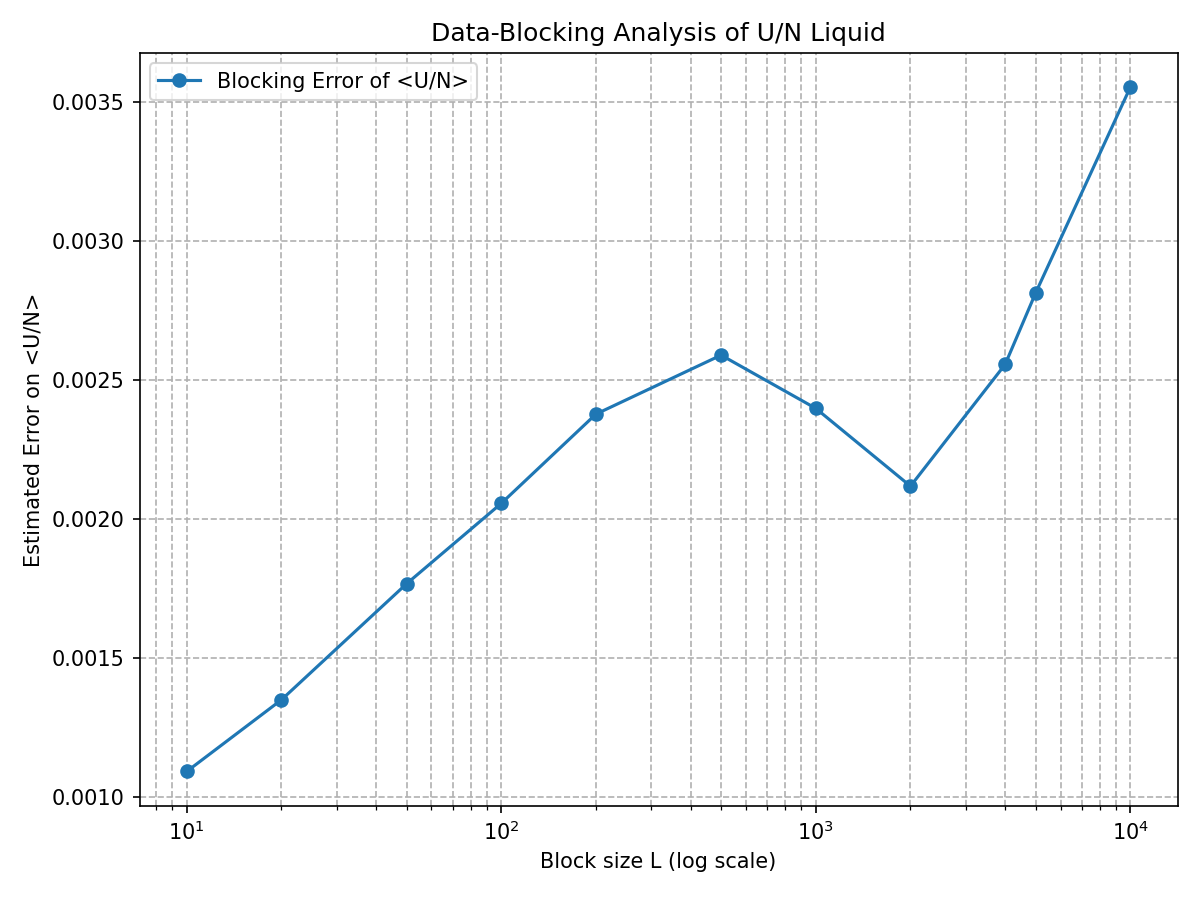 Data-Blocking Analysis of U/N Liquid
Blocking Error of <U/N>
Estimated Error on <U/N>
0.0035
0.0030
0.0025
0.0020
0.0015
0.0010
10¹ 10² 10³ 10⁴
Block size L (log scale)